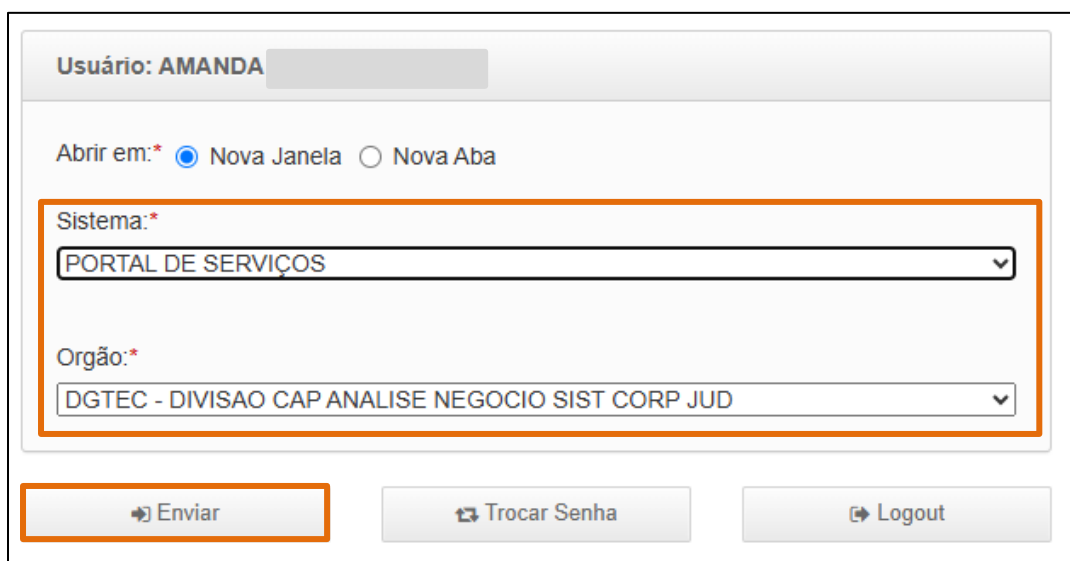 Usuário: AMANDA
Abrir em:* Nova Janela Nova Aba
Sistema:*
PORTAL DE SERVIÇOS
Orgão:*
DGTEC - DIVISAO CAP ANALISE NEGOCIO SIST CORP JUD
Enviar Trocar Senha Logout